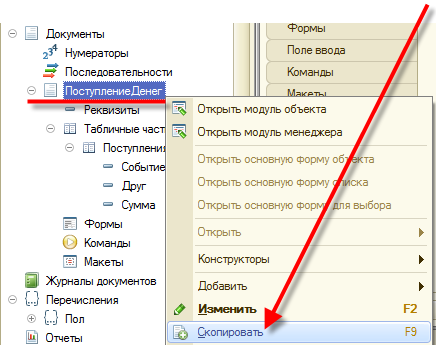 Документы
Нумераторы
Последовательности
ПоступлениеДенег
Реквизиты
Табличные част
Поступления
Событие
Друг
Сумма
Формы
Команды
Макеты
Журналы документов
Перечисления
Пол
Отчеты
Формы
Поле ввода
Команды
Макеты
Открыть модуль объекта
Открыть модуль менеджера
Открыть основную форму объекта
Открыть основную форму списка
Открыть основную форму для выбора
Открыть
Конструкторы
Добавить
Изменить F2
Скопировать F9